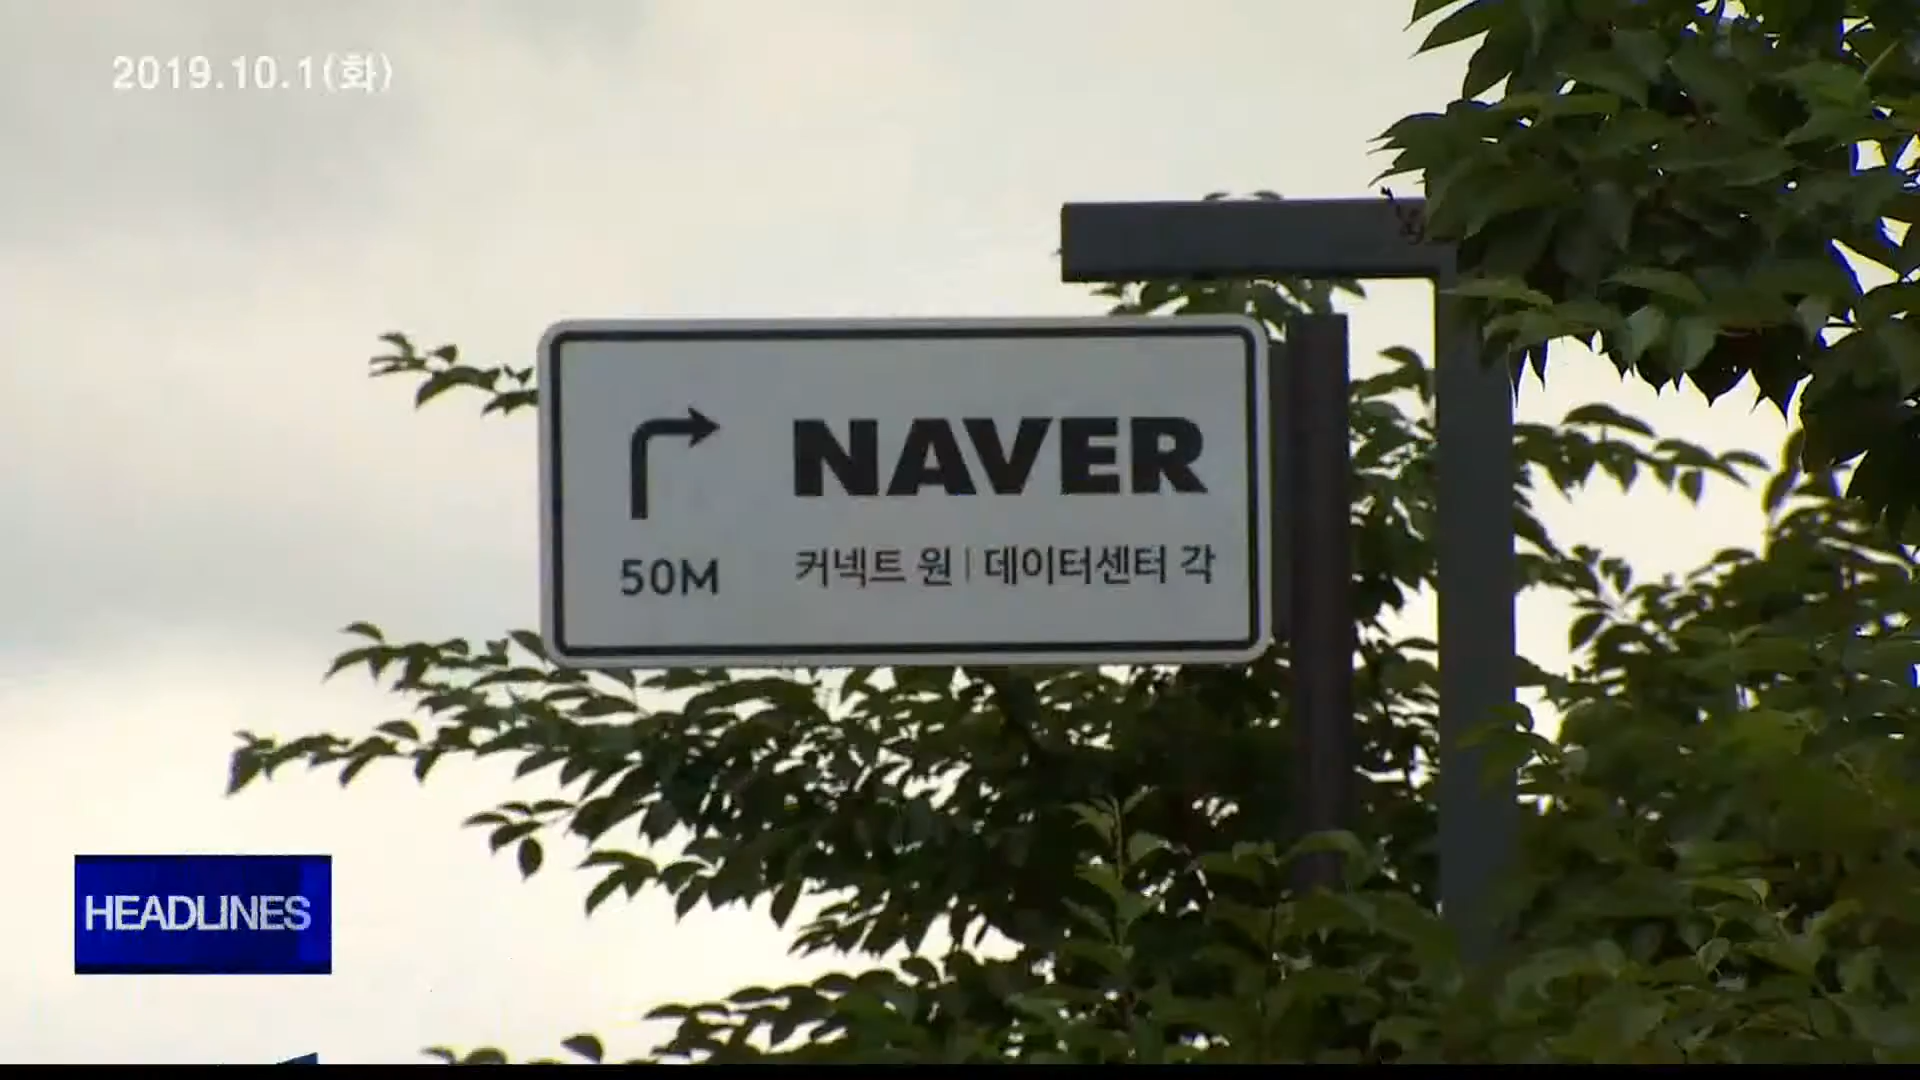 2019.10.1(화)
NAVER
50M
커넥트 원 | 데이터센터 각
HEADLINES